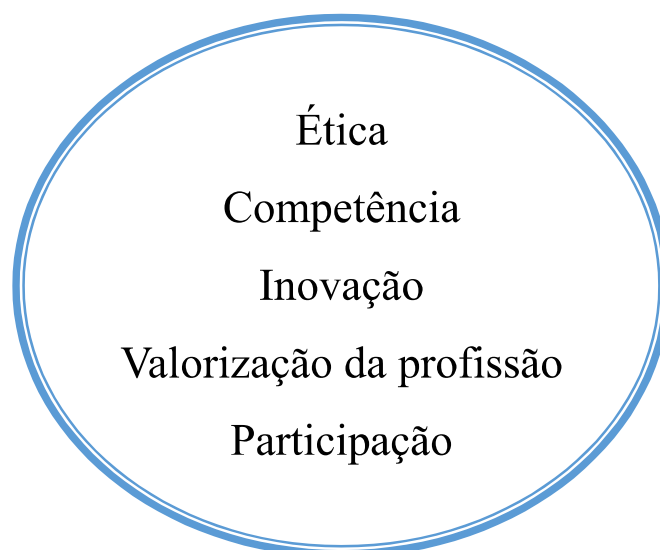 Ética
Competência
Inovação
Valorização da profissão
Participação